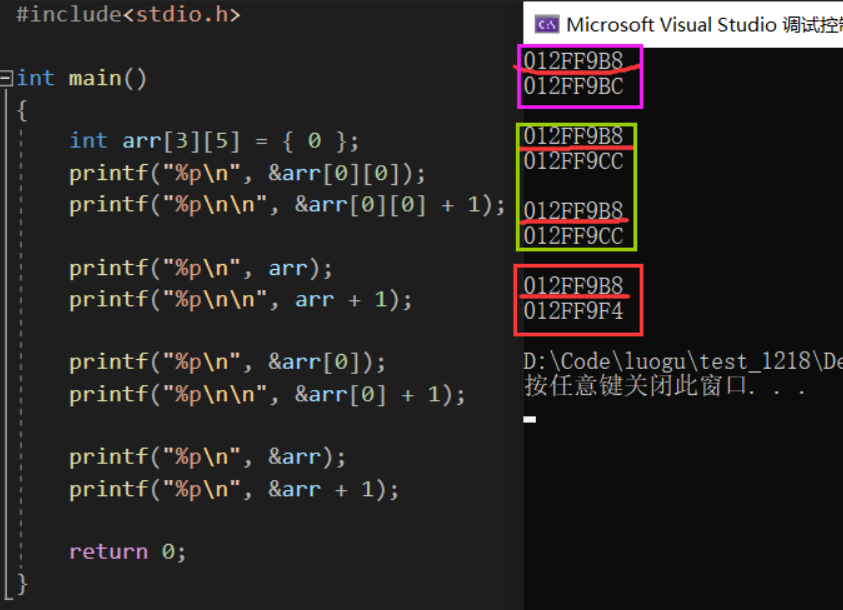 #include<stdio.h>
int main()
{
int arr[3][5] = { 0 };
printf("%p\n", &arr[0][0]);
printf("%p\n\n", &arr[0][0] + 1);
printf("%p\n", arr);
printf("%p\n\n", arr + 1);
printf("%p\n", &arr[0]);
printf("%p\n\n", &arr[0] + 1);
printf("%p\n", &arr);
printf("%p\n", &arr + 1);
return 0;
}
Microsoft Visual Studio 调试控
012FF9B8
012FF9BC
012FF9B8
012FF9CC
012FF9B8
012FF9CC
012FF9B8
012FF9F4
D:\Code\luogu\test_1218\De
按任意键关闭此窗口. . .